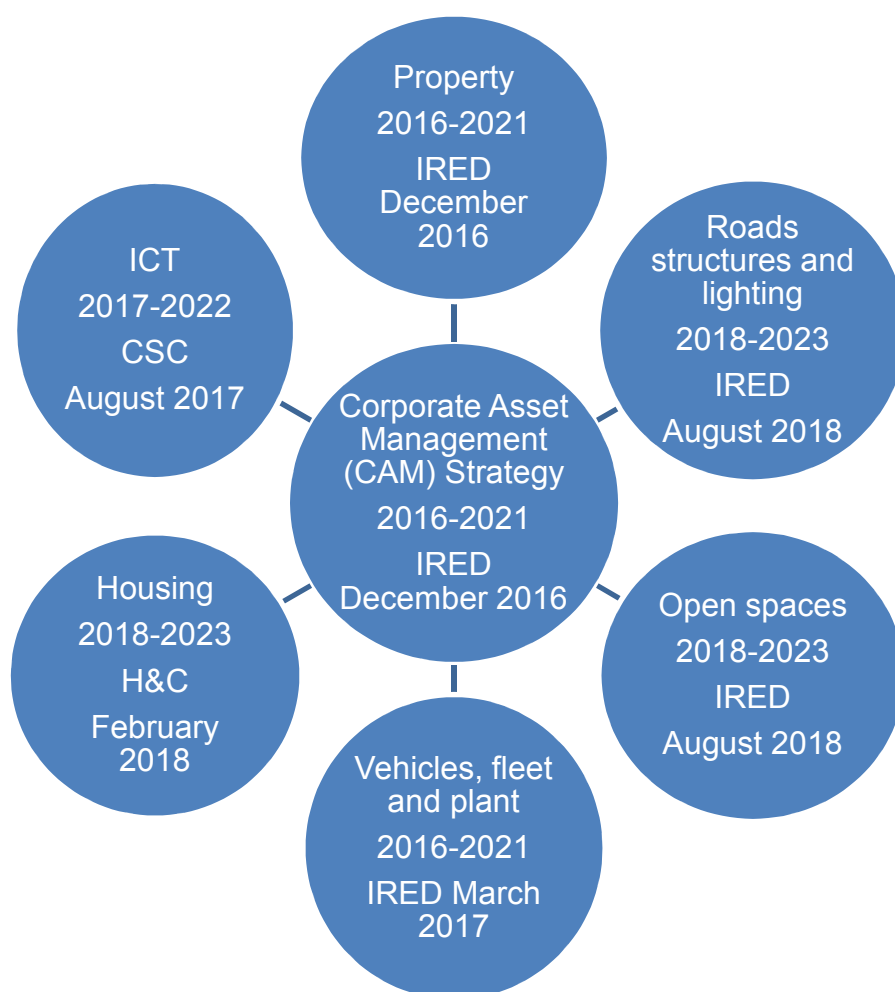 Property
2016-2021
IRED
December
2016
Roads
structures and
lighting
2018-2023
IRED
August 2018
Open spaces
2018-2023
IRED
August 2018
Vehicles, fleet
and plant
2016-2021
IRED March
2017
Housing
2018-2023
H&C
February
2018
ICT
2017-2022
CSC
August 2017
Corporate Asset
Management
(CAM) Strategy
2016-2021
IRED
December 2016